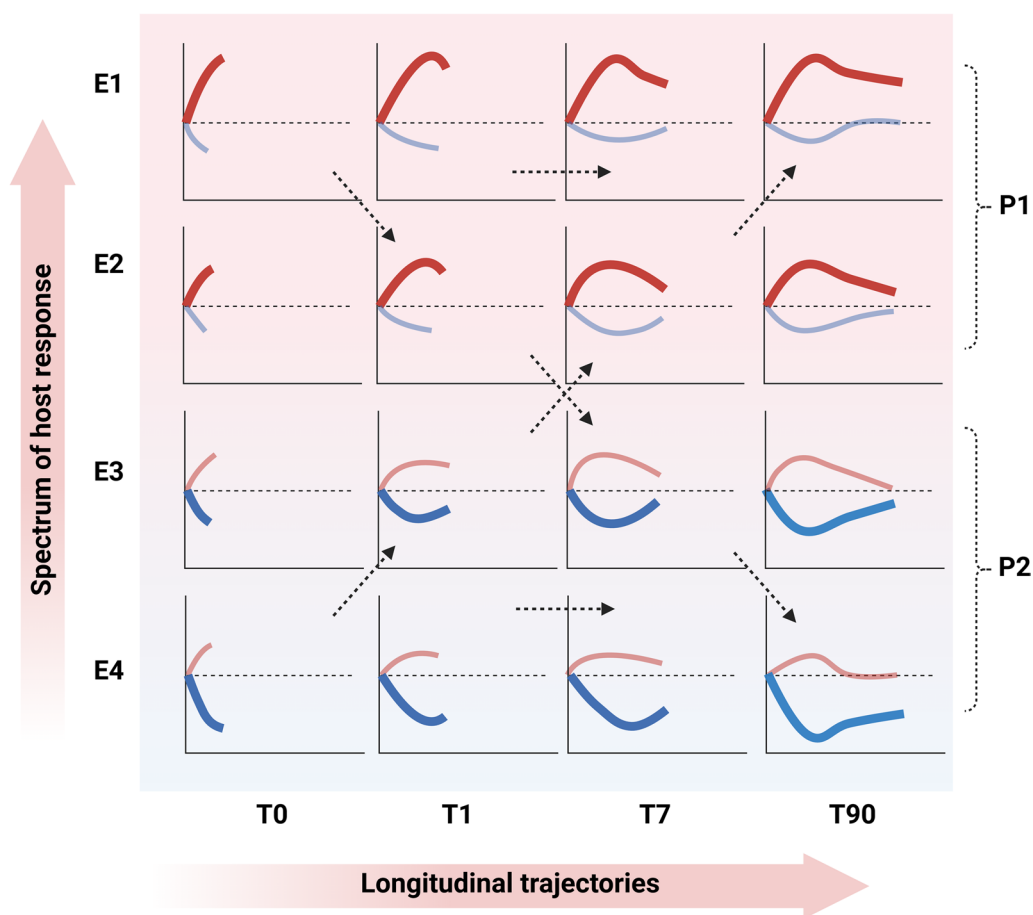 E1
P1
E2
Spectrum of host response
E3
P2
E4
T0 T1 T7 T90
Longitudinal trajectories